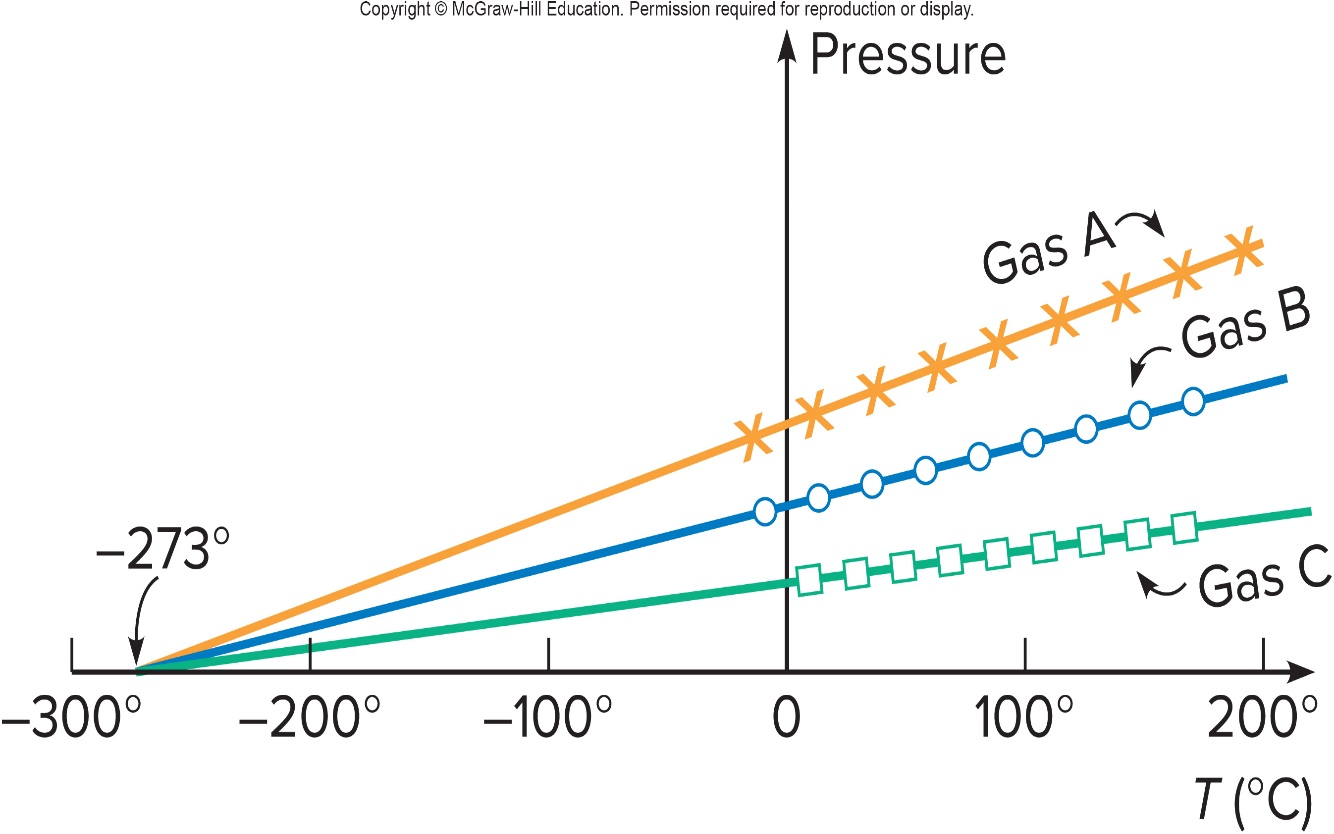 Copyright © McGraw-Hill Education. Permission required for reproduction or display.
Pressure
Gas A
Gas B
–273°
Gas C
–300° –200° –100° 0 100° 200°
T (°C)